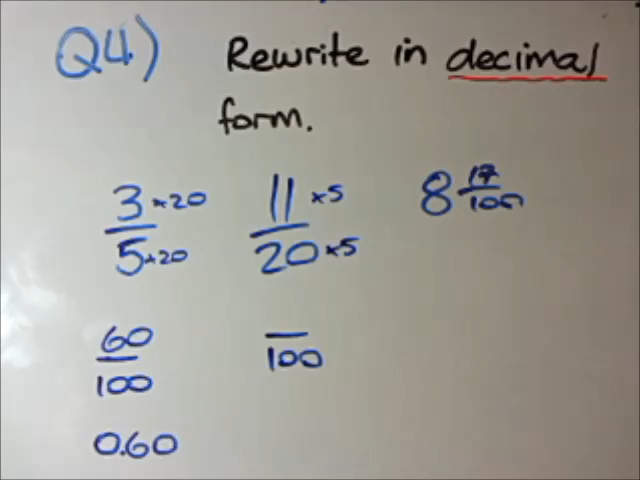 Q4) Rewrite in decimal
form.
3 ×20 11 ×5 8 17
5 ×20 20 ×5 100
60
100 100
0.60